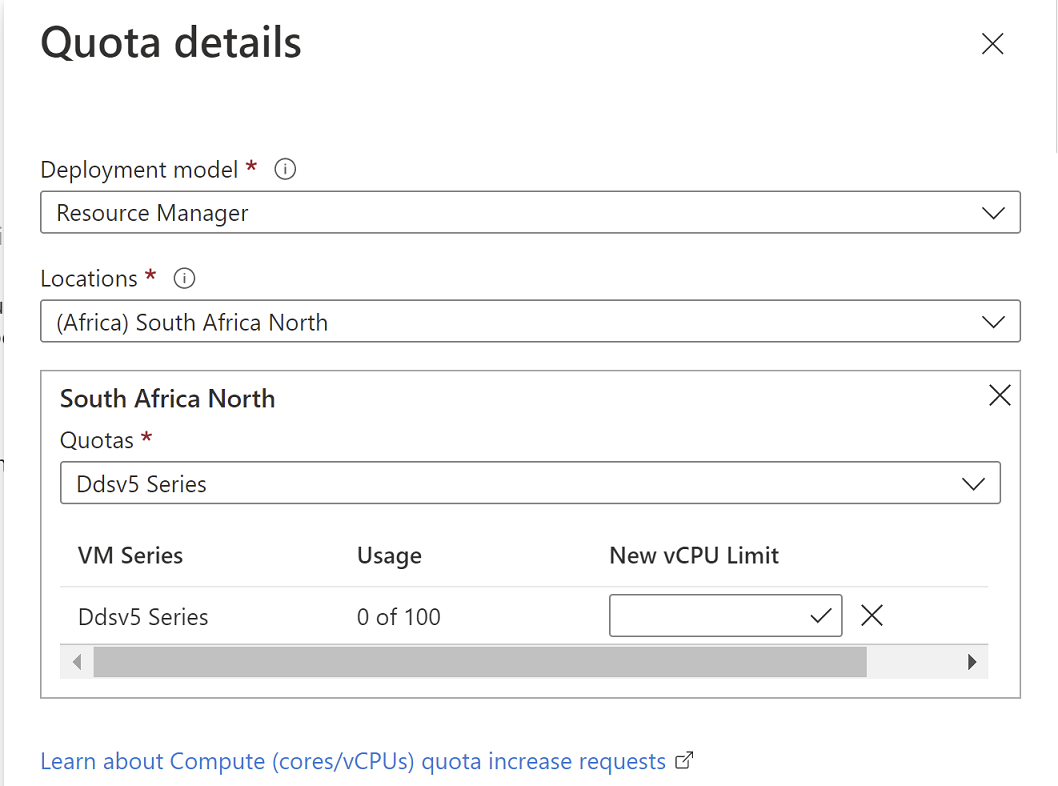 Quota details
Deployment model *
Resource Manager
Locations *
(Africa) South Africa North
South Africa North
Quotas *
Ddsv5 Series
VM Series Usage New vCPU Limit
Ddsv5 Series 0 of 100
Learn about Compute (cores/vCPUs) quota increase requests